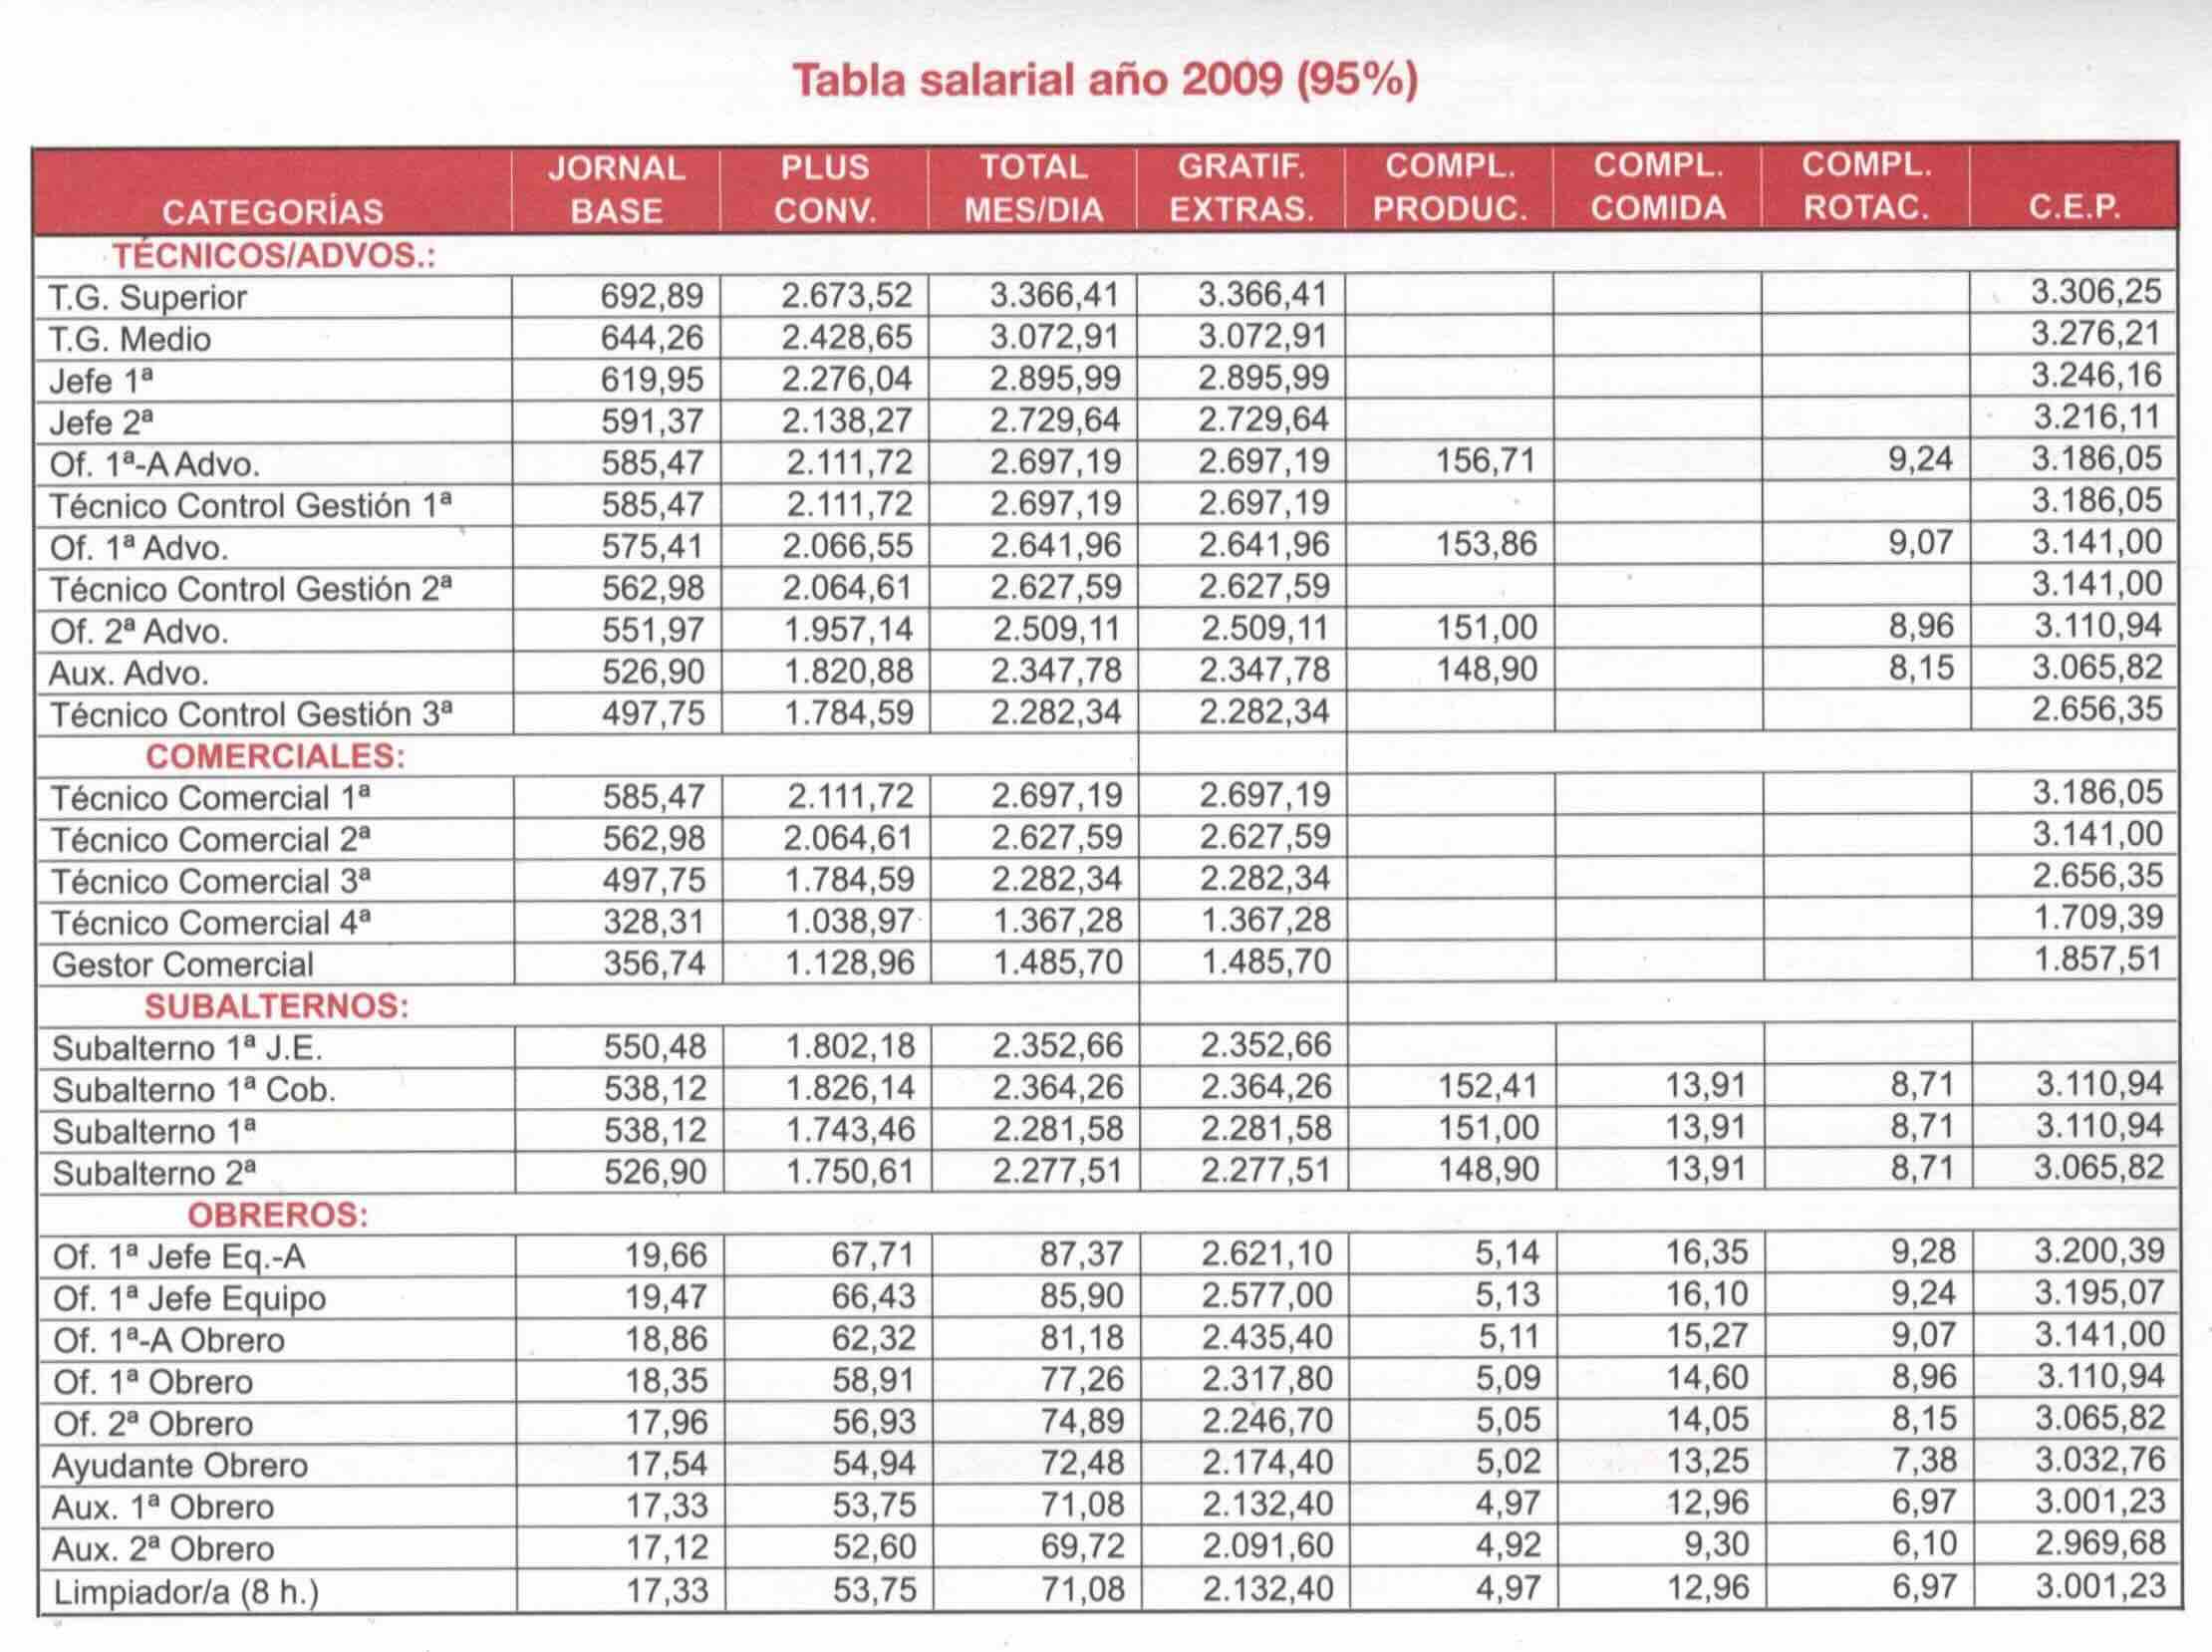 Tabla salarial año 2009 (95%)
CATEGORÍAS JORNAL BASE PLUS CONV. TOTAL MES/DIA GRATIF. EXTRAS. COMPL. PRODUC. COMPL. COMIDA COMPL. ROTAC. C.E.P.
TÉCNICOS/ADVOS.:
T.G. Superior 692,89 2.673,52 3.366,41 3.366,41 3.306,25
T.G. Medio 644,26 2.428,65 3.072,91 3.072,91 3.276,21
Jefe 1ª 619,95 2.276,04 2.895,99 2.895,99 3.246,16
Jefe 2ª 591,37 2.138,27 2.729,64 2.729,64 3.216,11
Of. 1ª-A Advo. 585,47 2.111,72 2.697,19 2.697,19 156,71 9,24 3.186,05
Técnico Control Gestión 1ª 585,47 2.111,72 2.697,19 2.697,19 3.186,05
Of. 1ª Advo. 575,41 2.066,55 2.641,96 2.641,96 153,86 9,07 3.141,00
Técnico Control Gestión 2ª 562,98 2.064,61 2.627,59 2.627,59 3.141,00
Of. 2ª Advo. 551,97 1.957,14 2.509,11 2.509,11 151,00 8,96 3.110,94
Aux. Advo. 526,90 1.820,88 2.347,78 2.347,78 148,90 8,15 3.065,82
Técnico Control Gestión 3ª 497,75 1.784,59 2.282,34 2.282,34 2.656,35
COMERCIALES:
Técnico Comercial 1ª 585,47 2.111,72 2.697,19 2.697,19 3.186,05
Técnico Comercial 2ª 562,98 2.064,61 2.627,59 2.627,59 3.141,00
Técnico Comercial 3ª 497,75 1.784,59 2.282,34 2.282,34 2.656,35
Técnico Comercial 4ª 328,31 1.038,97 1.367,28 1.367,28 1.709,39
Gestor Comercial 356,74 1.128,96 1.485,70 1.485,70 1.857,51
SUBALTERNOS:
Subalterno 1ª J.E. 550,48 1.802,18 2.352,66 2.352,66
Subalterno 1ª Cob. 538,12 1.826,14 2.364,26 2.364,26 152,41 13,91 8,71 3.110,94
Subalterno 1ª 538,12 1.743,46 2.281,58 2.281,58 151,00 13,91 8,71 3.110,94
Subalterno 2ª 526,90 1.750,61 2.277,51 2.277,51 148,90 13,91 8,71 3.065,82
OBREROS:
Of. 1ª Jefe Eq.-A 19,66 67,71 87,37 2.621,10 5,14 16,35 9,28 3.200,39
Of. 1ª Jefe Equipo 19,47 66,43 85,90 2.577,00 5,13 16,10 9,24 3.195,07
Of. 1ª-A Obrero 18,86 62,32 81,18 2.435,40 5,11 15,27 9,07 3.141,00
Of. 1ª Obrero 18,35 58,91 77,26 2.317,80 5,09 14,60 8,96 3.110,94
Of. 2ª Obrero 17,96 56,93 74,89 2.246,70 5,05 14,05 8,15 3.065,82
Ayudante Obrero 17,54 54,94 72,48 2.174,40 5,02 13,25 7,38 3.032,76
Aux. 1ª Obrero 17,33 53,75 71,08 2.132,40 4,97 12,96 6,97 3.001,23
Aux. 2ª Obrero 17,12 52,60 69,72 2.091,60 4,92 9,30 6,10 2.969,68
Limpiador/a (8 h.) 17,33 53,75 71,08 2.132,40 4,97 12,96 6,97 3.001,23